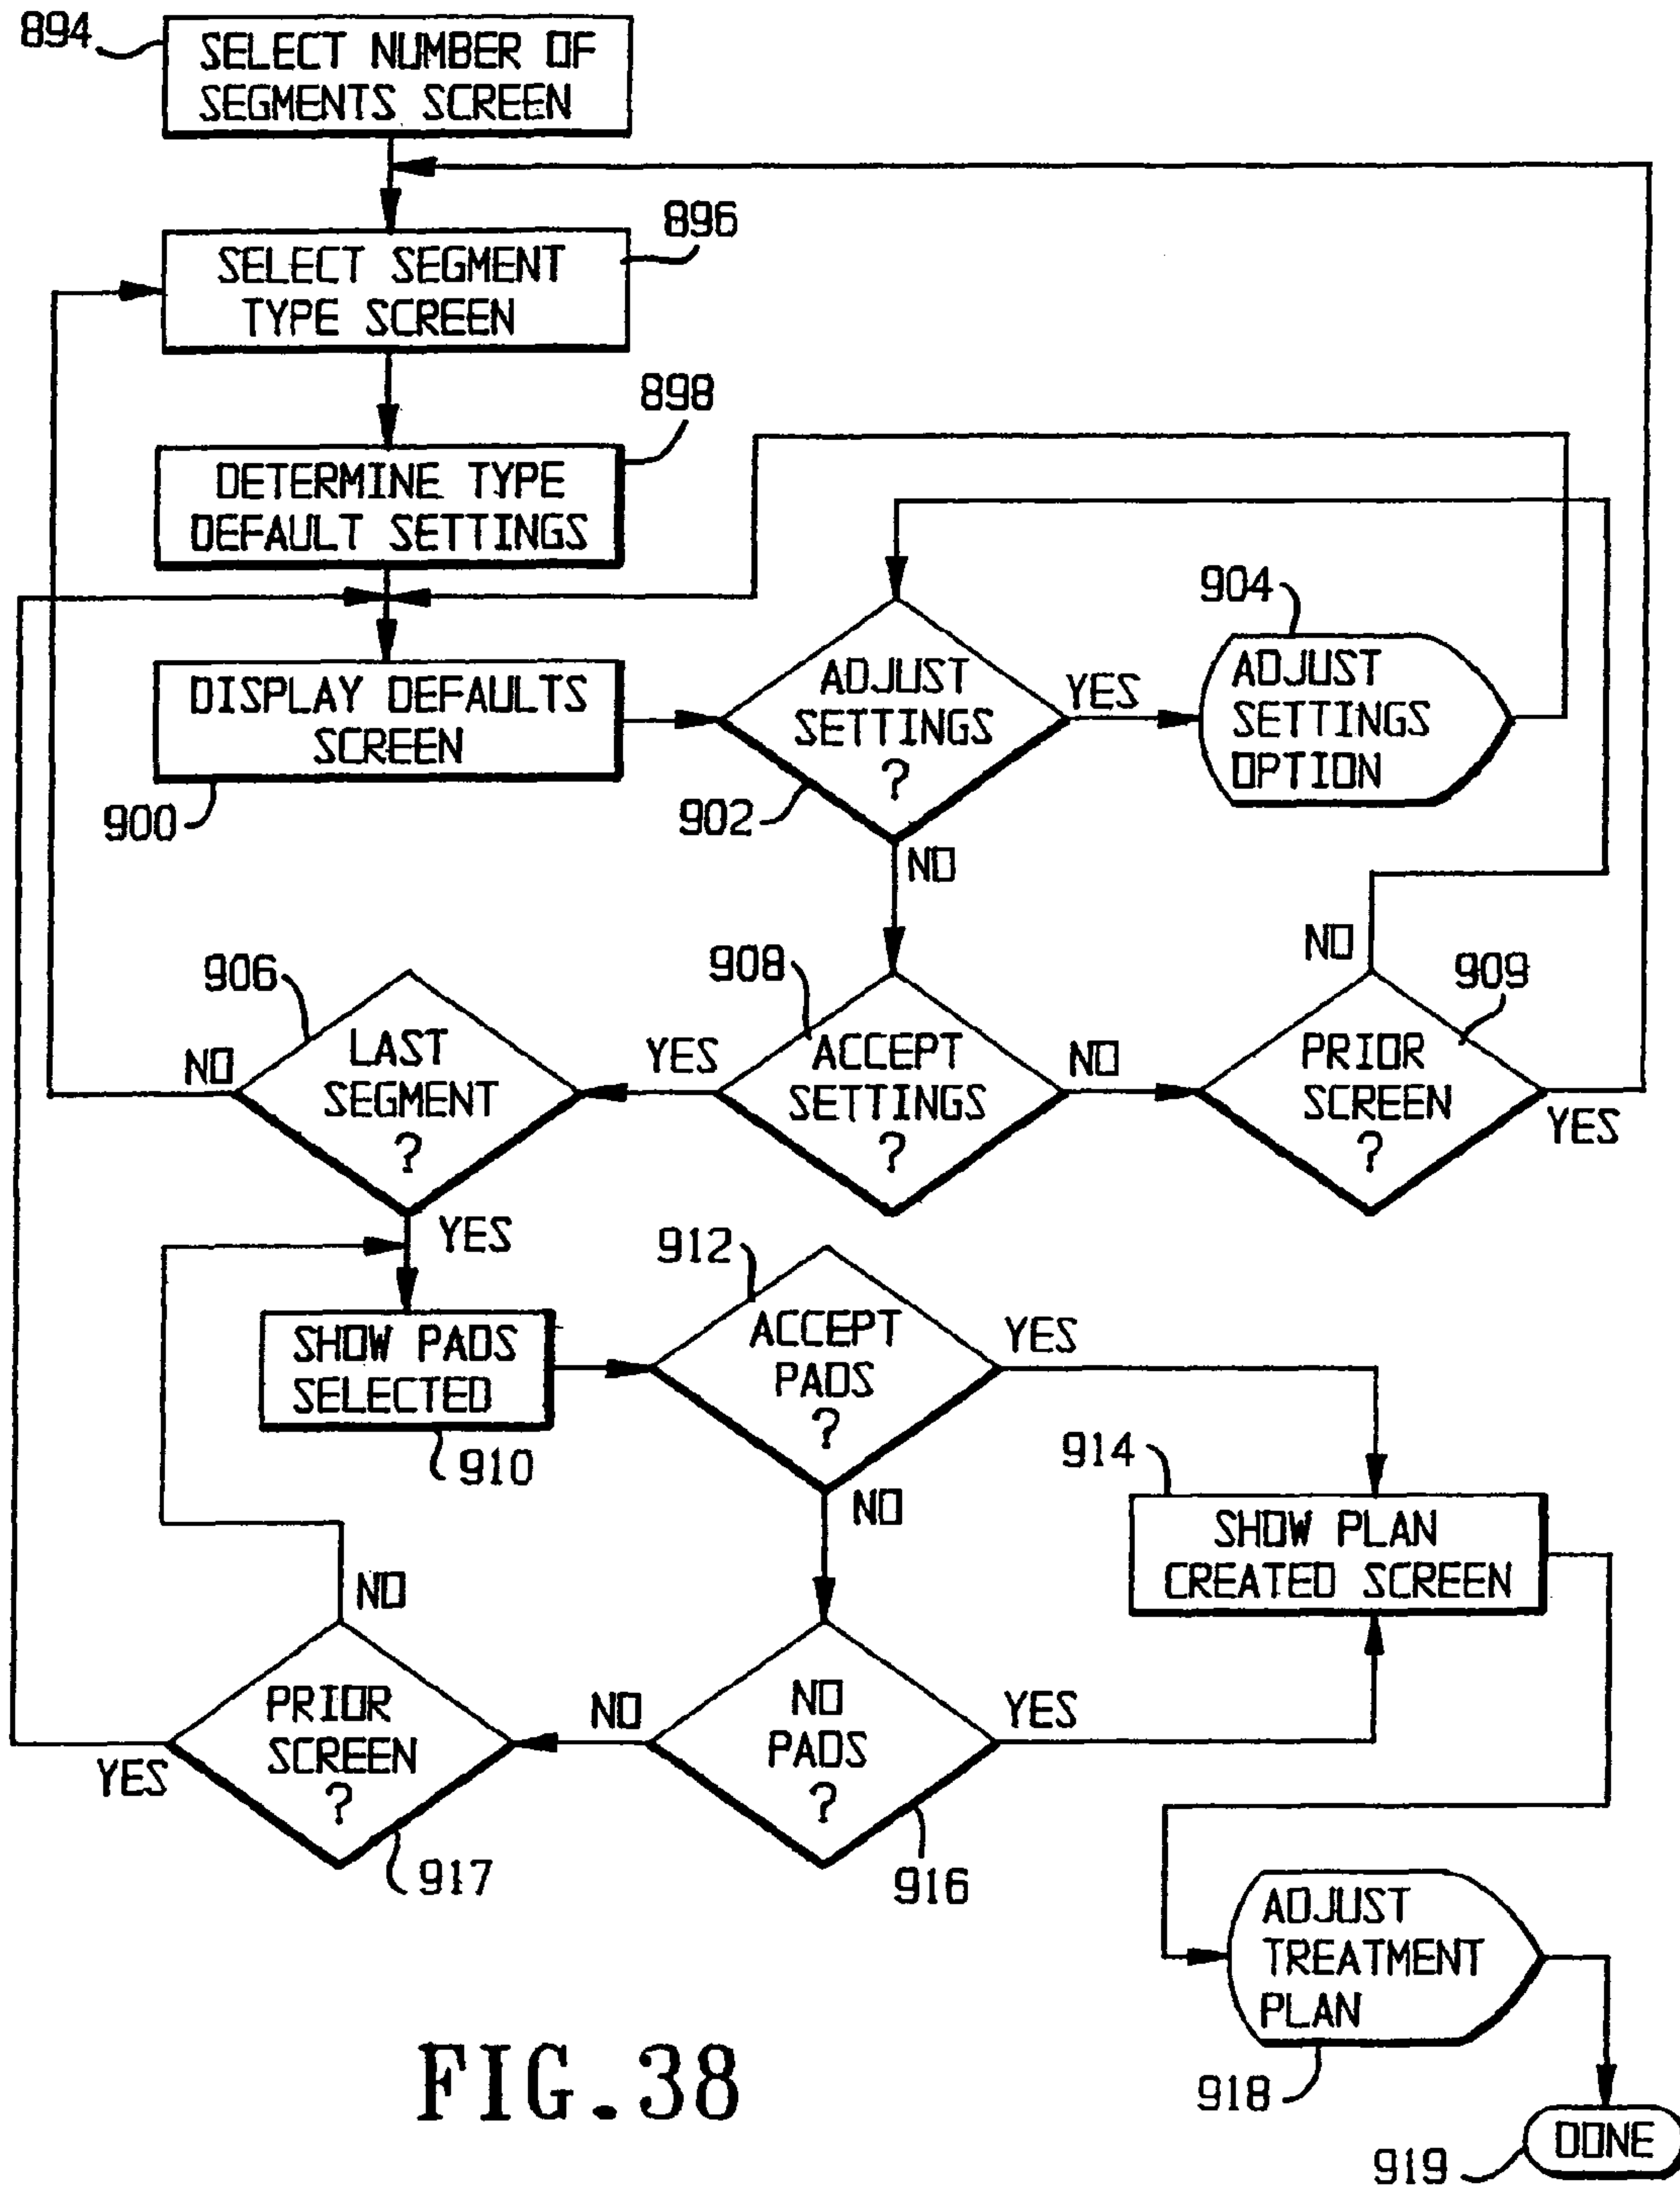 894
SELECT NUMBER OF
SEGMENTS SCREEN
896
SELECT SEGMENT
TYPE SCREEN
898
DETERMINE TYPE
DEFAULT SETTINGS
DISPLAY DEFAULTS
SCREEN
900
ADJUST
SETTINGS
?
902
YES
NO
904
ADJUST
SETTINGS
OPTION
906
LAST
SEGMENT
?
NO
YES
908
ACCEPT
SETTINGS
?
YES
NO
909
PRIOR
SCREEN
?
NO
YES
SHOW PADS
SELECTED
910
912
ACCEPT
PADS
?
YES
NO
914
SHOW PLAN
CREATED SCREEN
NO
PADS
?
YES
NO
916
PRIOR
SCREEN
?
NO
YES
917
ADJUST
TREATMENT
PLAN
918
DONE
919
FIG.38